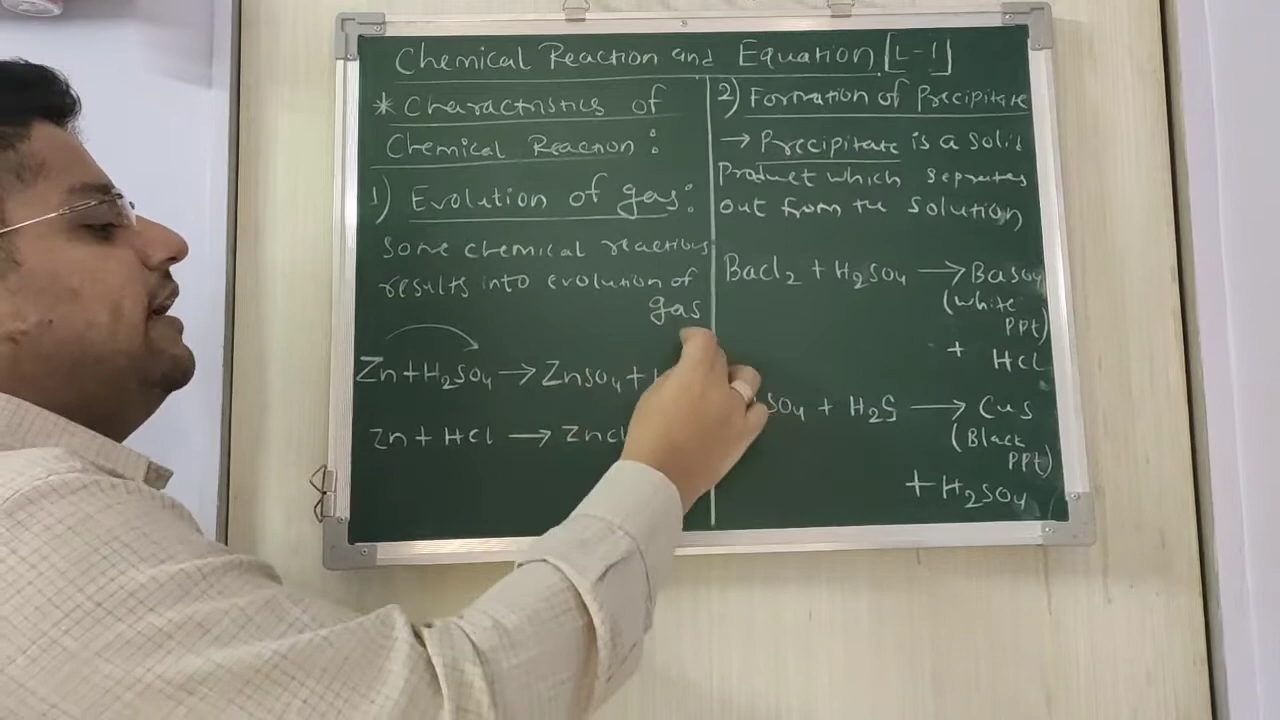 Chemical Reaction and Equation [L-1]
* Charactristics of
Chemical Reaction :
1) Evolution of gas :
Some chemical reactions
results into evolution of
gas
Zn + H₂SO₄ → ZnSO₄ +
Zn + HCl → ZnCl
2) Formation of Precipitate
→ Precipitate is a solid
Product which seprates
out from the solution
BaCl₂ + H₂SO₄ → BaSO₄
(White
PPt)
+ HCl
SO₄ + H₂S → CuS
(Black
PPt)
+ H₂SO₄